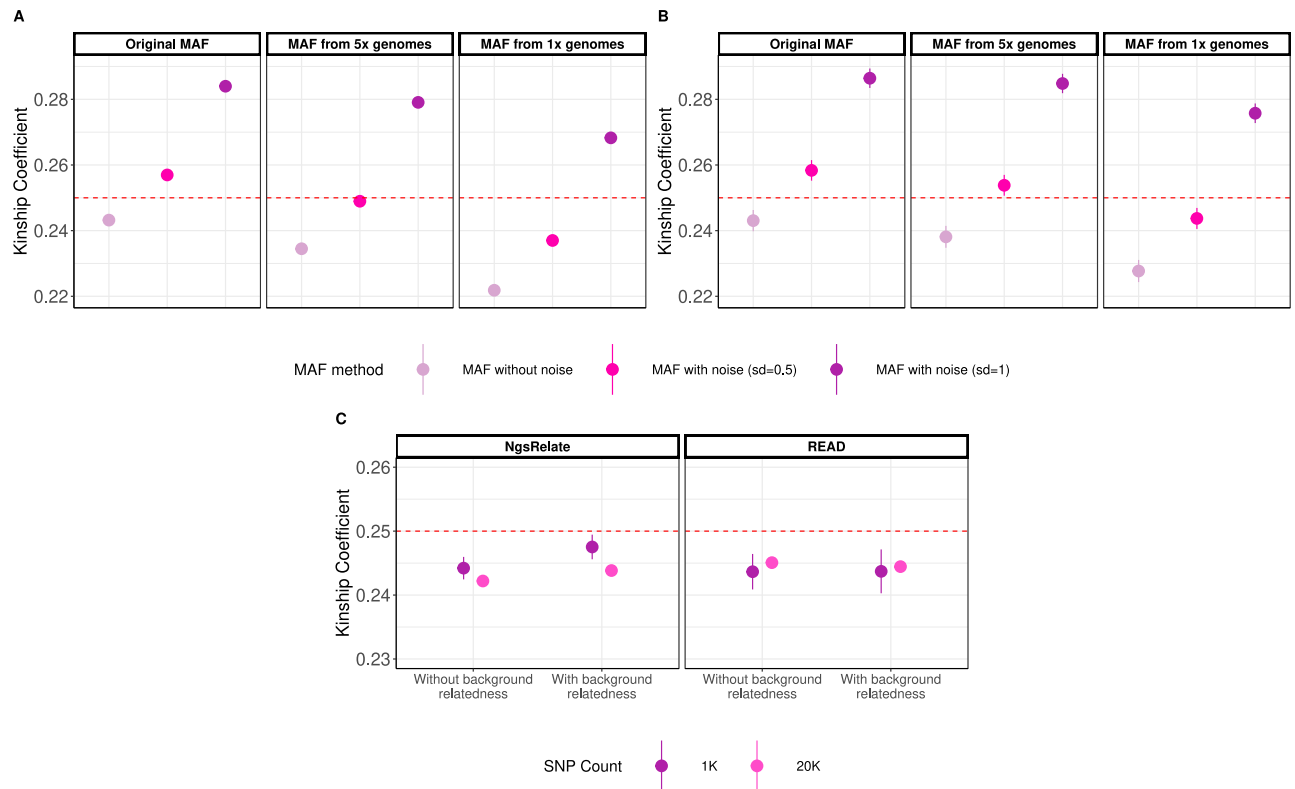 A
B
Original MAF
MAF from 5x genomes
MAF from 1x genomes
Original MAF
MAF from 5x genomes
MAF from 1x genomes
Kinship Coefficient
0.28
0.26
0.24
0.22
Kinship Coefficient
0.28
0.26
0.24
0.22
MAF method
MAF without noise
MAF with noise (sd=0.5)
MAF with noise (sd=1)
C
NgsRelate
READ
Kinship Coefficient
0.26
0.25
0.24
0.23
Without background
relatedness
With background
relatedness
Without background
relatedness
With background
relatedness
SNP Count
1K
20K